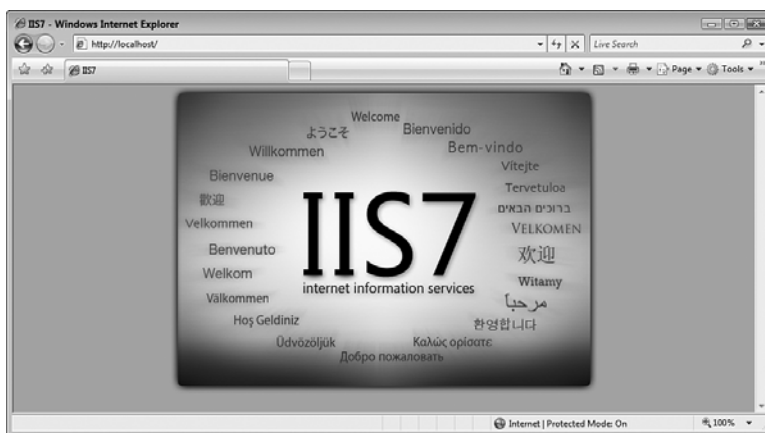 IIS7 - Windows Internet Explorer
http://localhost/
Live Search
IIS7
Page
Tools
Welcome
ようこそ
Bienvenido
Willkommen
Bem-vindo
Bienvenue
Vítejte
歡迎
Tervetuloa
ברוכים הבאים
Velkommen
VELKOMEN
Benvenuto
欢迎
Welkom
Witamy
Välkommen
مرحباً
Hoş Geldiniz
한영합니다
Üdvözöljük
Καλώς ορίσατε
Добро пожаловать
IIS7
internet information services
Internet | Protected Mode: On
100%